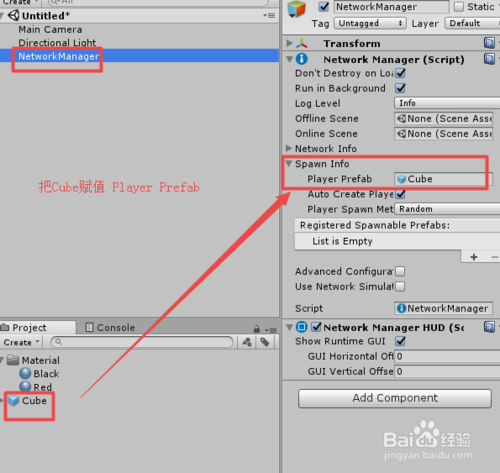 Create
All
NetworkManager
Static
Tag Untagged Layer Default
Untitled*
Main Camera
Directional Light
NetworkManager
Transform
Network Manager (Script)
Don't Destroy on Loa
Run in Background
Log Level Info
Offline Scene None (Scene Asse
Online Scene None (Scene Asse
Network Info
Spawn Info
Player Prefab Cube
Auto Create Playe
Player Spawn Met Random
Registered Spawnable Prefabs:
List is Empty
+ −
Advanced Configurat
Use Network Simulat
Script NetworkManager
Network Manager HUD (Sc
Show Runtime GUI
GUI Horizontal Off 0
GUI Vertical Offse 0
Add Component
把Cube赋值 Player Prefab
Project Console
Create
Material
Black
Red
Cube
Baidu经验
jingyan.baidu.com